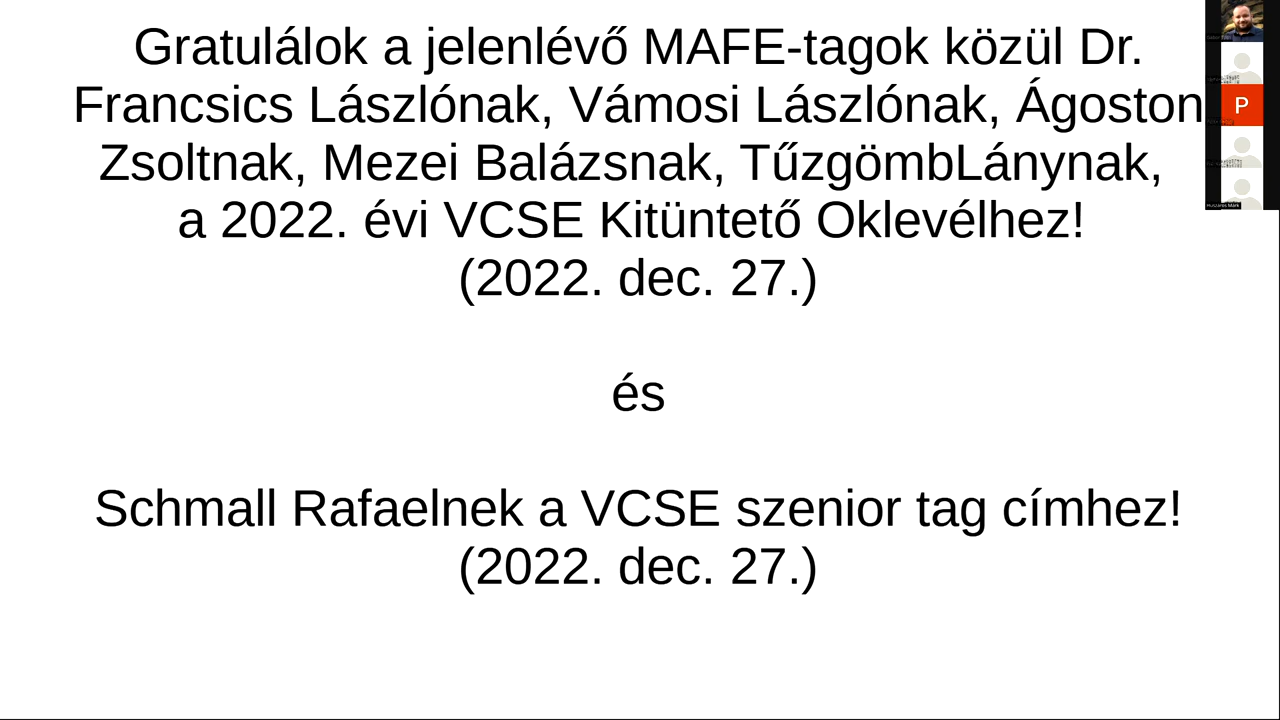 Gratulálok a jelenlévő MAFE-tagok közül Dr.
Francsics Lászlónak, Vámosi Lászlónak, Ágoston
Zsoltnak, Mezei Balázsnak, TűzgömbLánynak,
a 2022. évi VCSE Kitüntető Oklevélhez!
(2022. dec. 27.)
és
Schmall Rafaelnek a VCSE szenior tag címhez!
(2022. dec. 27.)
P